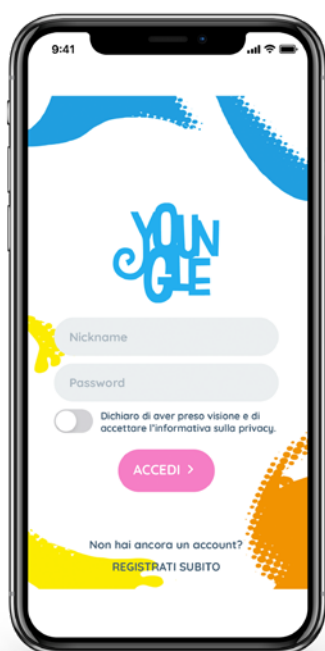 9:41
YOUNGLE
Nickname
Password
Dichiaro di aver preso visione e di
accettare l'informativa sulla privacy.
ACCEDI >
Non hai ancora un account?
REGISTRATI SUBITO